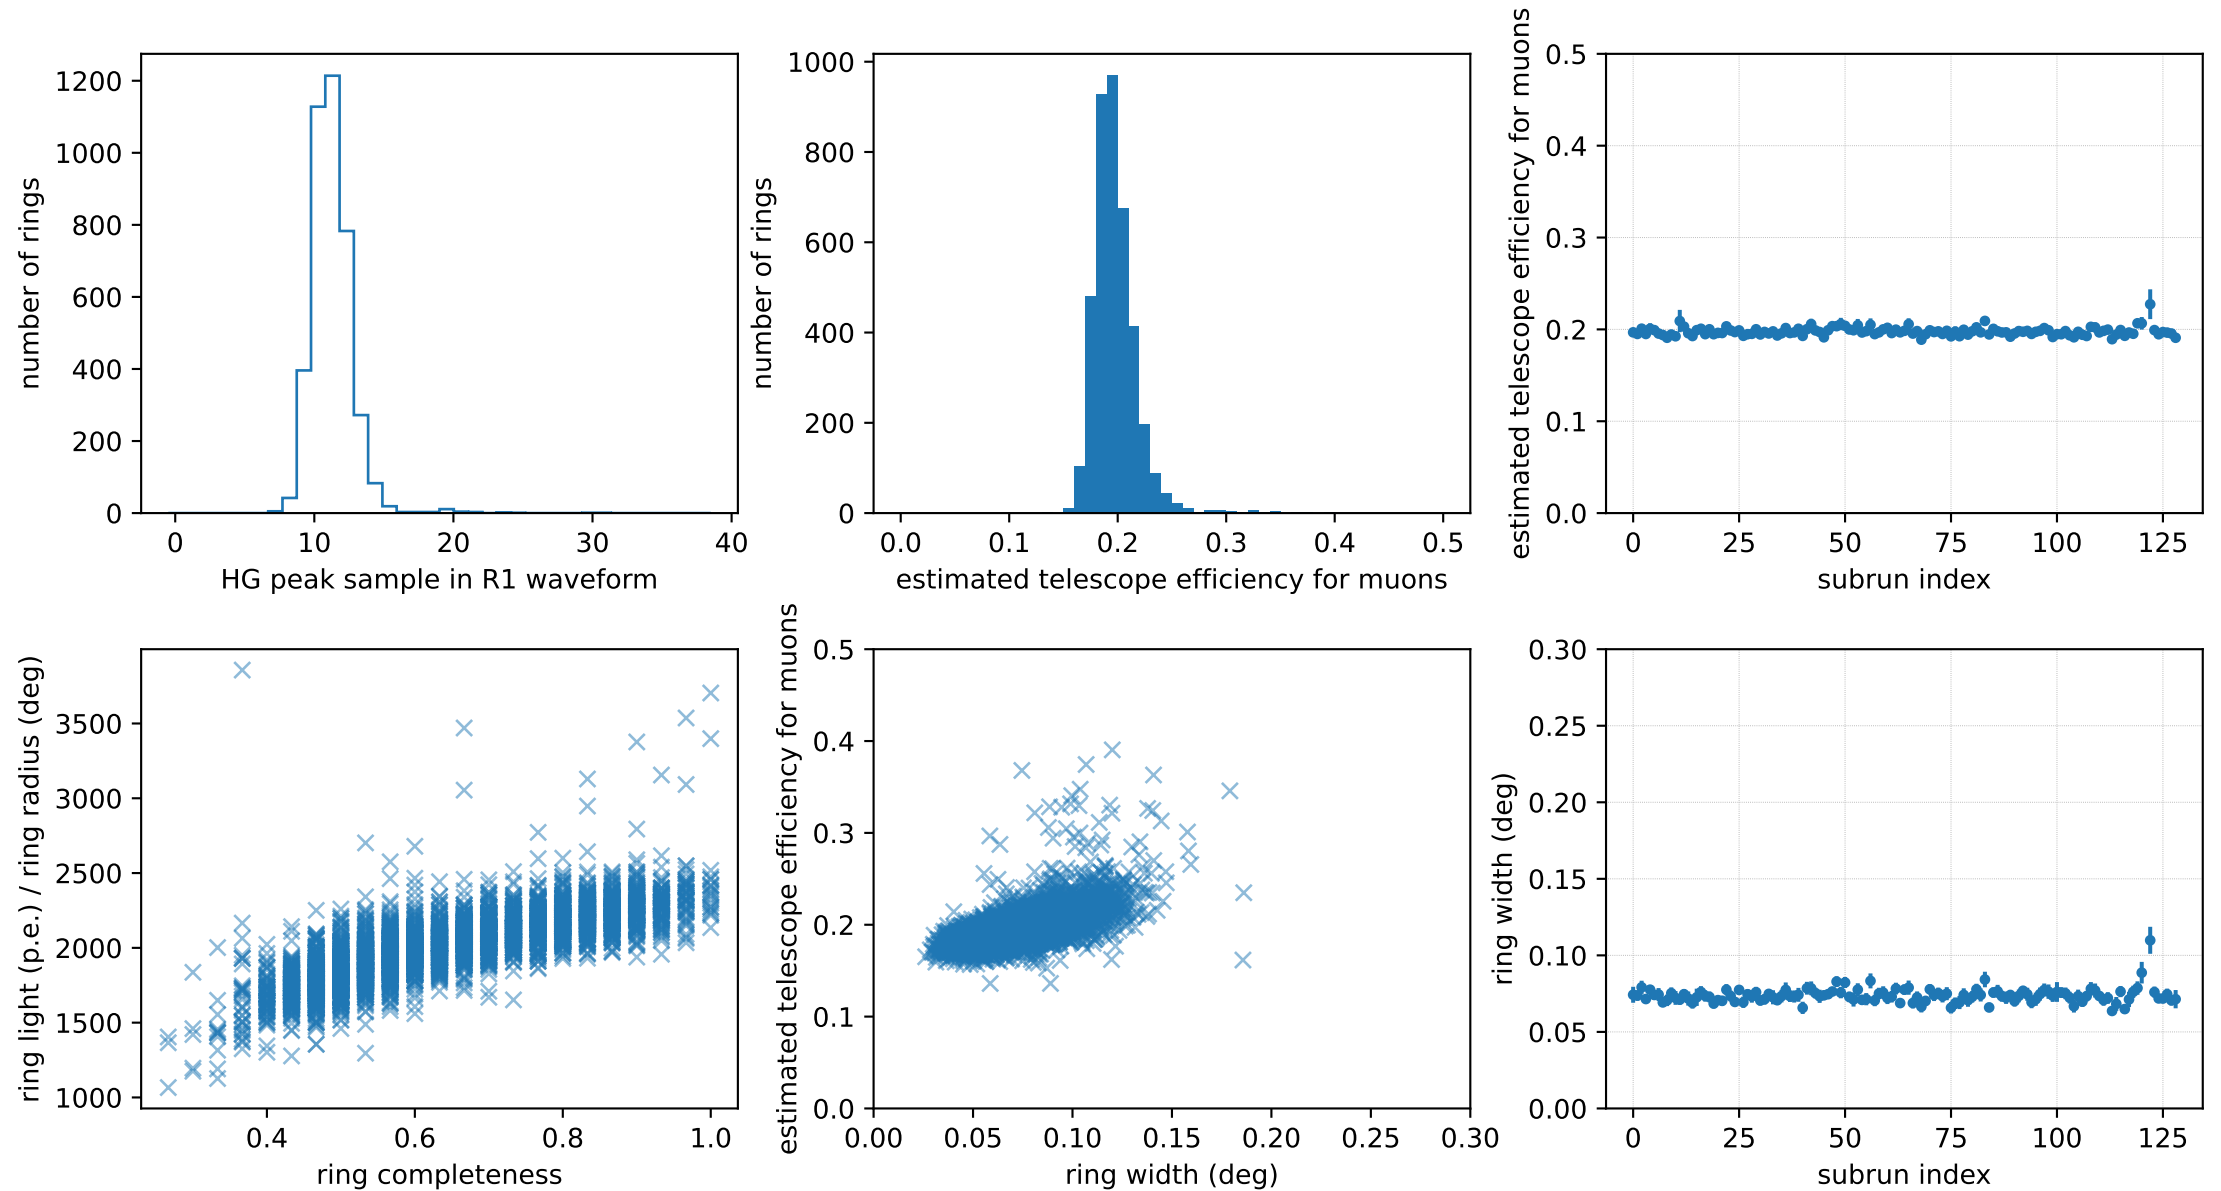 1200
1000
800
600
400
200
0
number of rings
0 10 20 30 40
HG peak sample in R1 waveform
1000
800
600
400
200
0
number of rings
0.0 0.1 0.2 0.3 0.4 0.5
estimated telescope efficiency for muons
0.5
0.4
0.3
0.2
0.1
0.0
estimated telescope efficiency for muons
0 25 50 75 100 125
subrun index
3500
3000
2500
2000
1500
1000
ring light (p.e.) / ring radius (deg)
0.4 0.6 0.8 1.0
ring completeness
0.5
0.4
0.3
0.2
0.1
0.0
estimated telescope efficiency for muons
0.00 0.05 0.10 0.15 0.20 0.25 0.30
ring width (deg)
0.30
0.25
0.20
0.15
0.10
0.05
0.00
ring width (deg)
0 25 50 75 100 125
subrun index